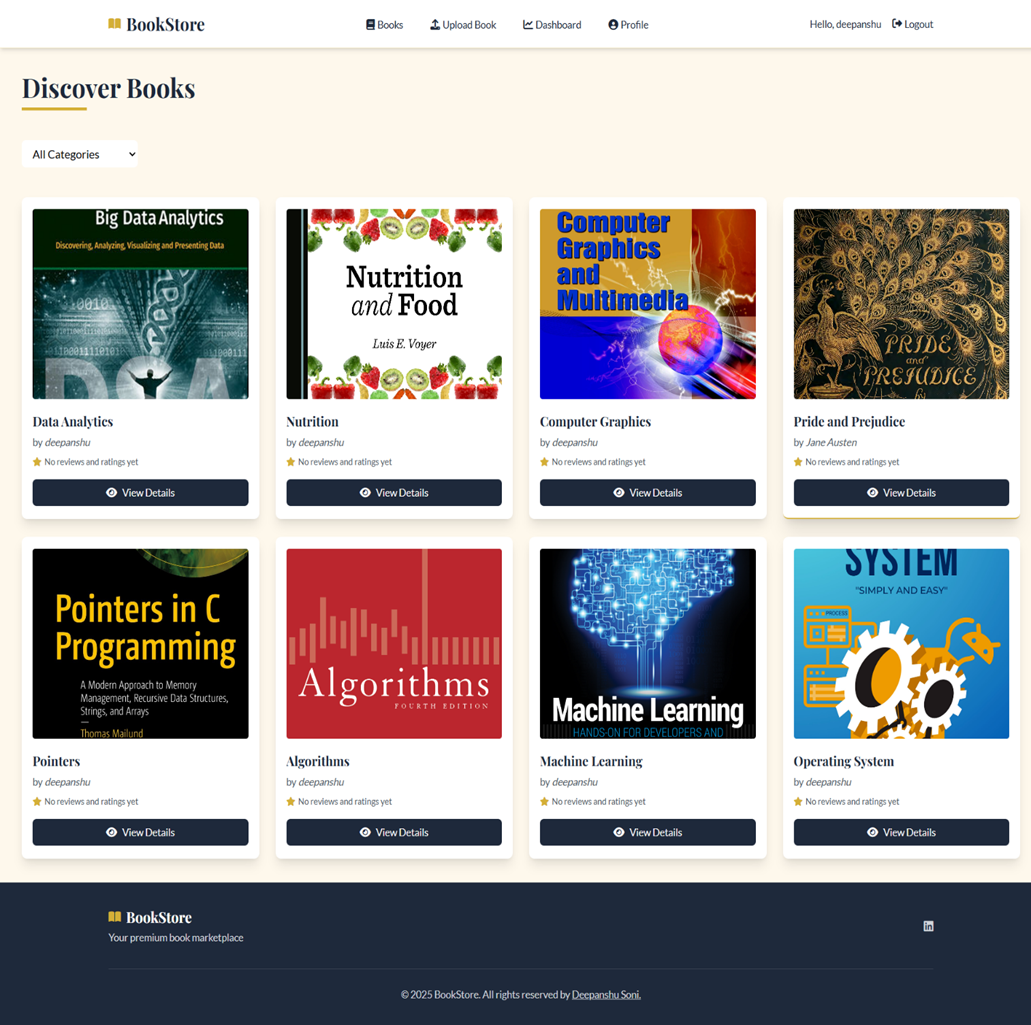 BookStore
Books
Upload Book
Dashboard
Profile
Hello, deepanshu
Logout
Discover Books
All Categories
Big Data Analytics
Discovering, Analyzing, Visualizing and Presenting Data
Data Analytics
by deepanshu
No reviews and ratings yet
View Details
Nutrition
and Food
Luis E. Voyer
Nutrition
by deepanshu
No reviews and ratings yet
View Details
Computer
Graphics
and
Multimedia
Computer Graphics
by deepanshu
No reviews and ratings yet
View Details
PRIDE
and
PREJUDICE
Pride and Prejudice
by Jane Austen
No reviews and ratings yet
View Details
Pointers in C
Programming
A Modern Approach to Memory
Management, Recursive Data Structures,
Strings, and Arrays
—
Thomas Mailund
Pointers
by deepanshu
No reviews and ratings yet
View Details
Algorithms
FOURTH EDITION
Algorithms
by deepanshu
No reviews and ratings yet
View Details
Machine Learning
HANDS-ON FOR DEVELOPERS AND
Machine Learning
by deepanshu
No reviews and ratings yet
View Details
SYSTEM
"SIMPLY AND EASY"
PROCESS
Operating System
by deepanshu
No reviews and ratings yet
View Details
BookStore
Your premium book marketplace
in
© 2025 BookStore. All rights reserved by Deepanshu Soni.